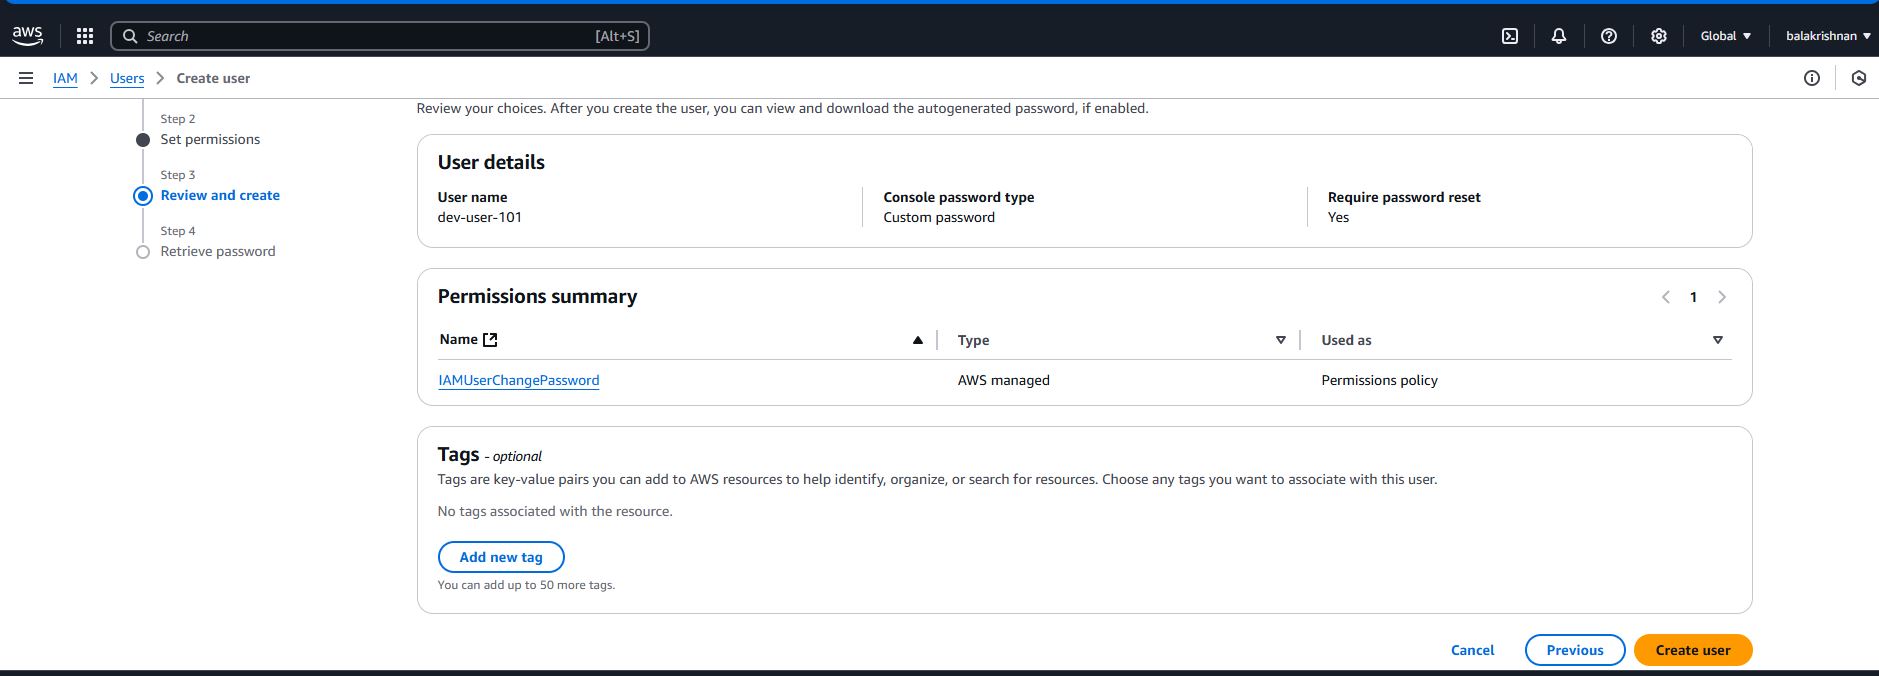 aws Search [Alt+S] Global balakrishnan
IAM Users Create user
Review your choices. After you create the user, you can view and download the autogenerated password, if enabled.
Step 2
Set permissions
Step 3
Review and create
Step 4
Retrieve password
User details
User name Console password type Require password reset
dev-user-101 Custom password Yes
Permissions summary 1
Name Type Used as
IAMUserChangePassword AWS managed Permissions policy
Tags - optional
Tags are key-value pairs you can add to AWS resources to help identify, organize, or search for resources. Choose any tags you want to associate with this user.
No tags associated with the resource.
Add new tag
You can add up to 50 more tags.
Cancel Previous Create user